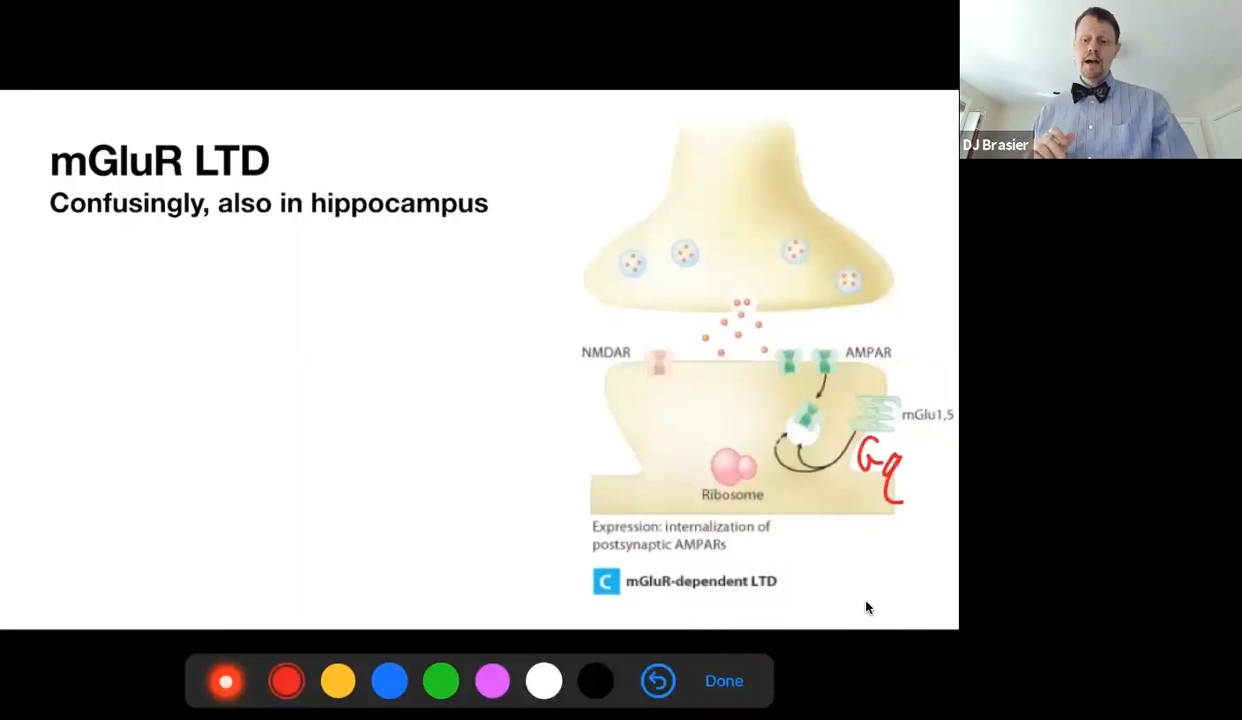 mGluR LTD
Confusingly, also in hippocampus
DJ Brasier
NMDAR
AMPAR
mGlu1,5
Gq
Ribosome
Expression: internalization of
postsynaptic AMPARs
C mGluR-dependent LTD
Done